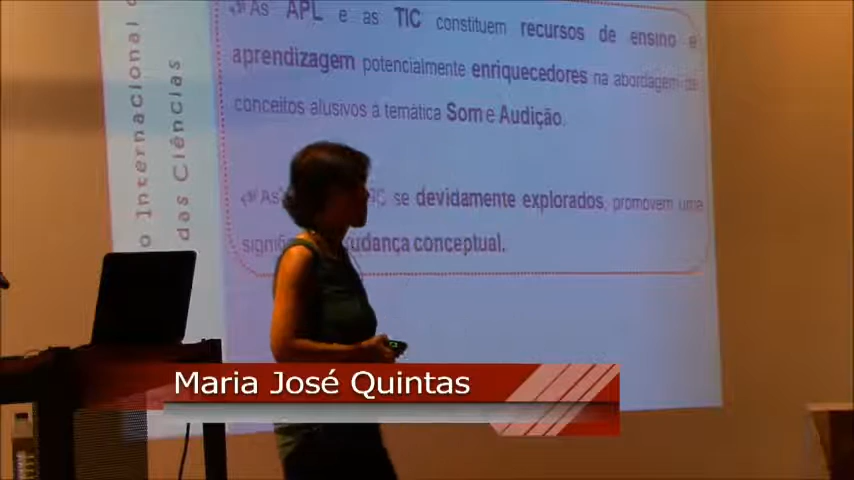 o Internacional
das Ciências
As APL e as TIC constituem recursos de ensino e
aprendizagem potencialmente enriquecedores na abordagem de
conceitos alusivos à temática Som e Audição.
As se devidamente explorados, promovem uma
mudança conceptual.
Maria José Quintas